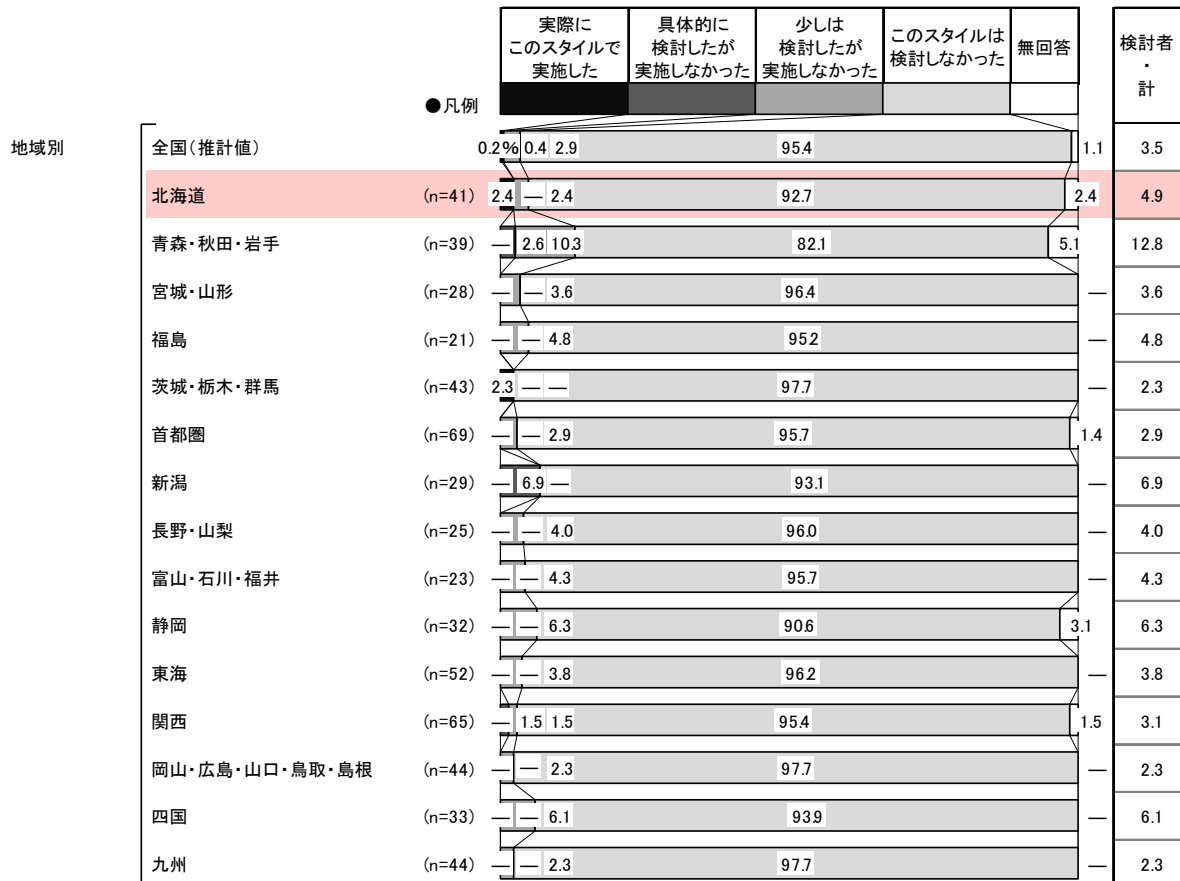 実際に
このスタイルで
実施した
具体的に
検討したが
実施しなかった
少しは
検討したが
実施しなかった
このスタイルは
検討しなかった
無回答
検討者
・
計
●凡例
地域別
全国(推計値) 0.2% 0.4 2.9 95.4 1.1 3.5
北海道 (n=41) 2.4 — 2.4 92.7 2.4 4.9
青森・秋田・岩手 (n=39) — 2.6 10.3 82.1 5.1 12.8
宮城・山形 (n=28) — — 3.6 96.4 — 3.6
福島 (n=21) — — 4.8 95.2 — 4.8
茨城・栃木・群馬 (n=43) 2.3 — — 97.7 — 2.3
首都圏 (n=69) — — 2.9 95.7 1.4 2.9
新潟 (n=29) — 6.9 — 93.1 — 6.9
長野・山梨 (n=25) — — 4.0 96.0 — 4.0
富山・石川・福井 (n=23) — — 4.3 95.7 — 4.3
静岡 (n=32) — — 6.3 90.6 3.1 6.3
東海 (n=52) — — 3.8 96.2 — 3.8
関西 (n=65) — 1.5 1.5 95.4 1.5 3.1
岡山・広島・山口・鳥取・島根 (n=44) — — 2.3 97.7 — 2.3
四国 (n=33) — — 6.1 93.9 — 6.1
九州 (n=44) — — 2.3 97.7 — 2.3